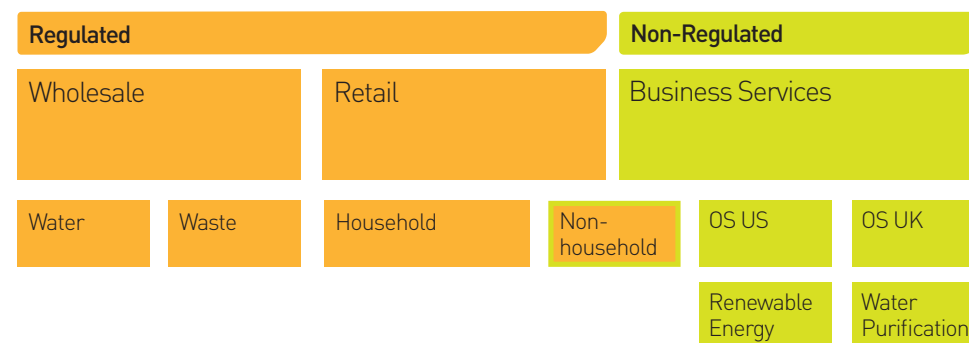 Regulated
Non-Regulated
Wholesale
Retail
Business Services
Water
Waste
Household
Non-
household
OS US
OS UK
Renewable
Energy
Water
Purification